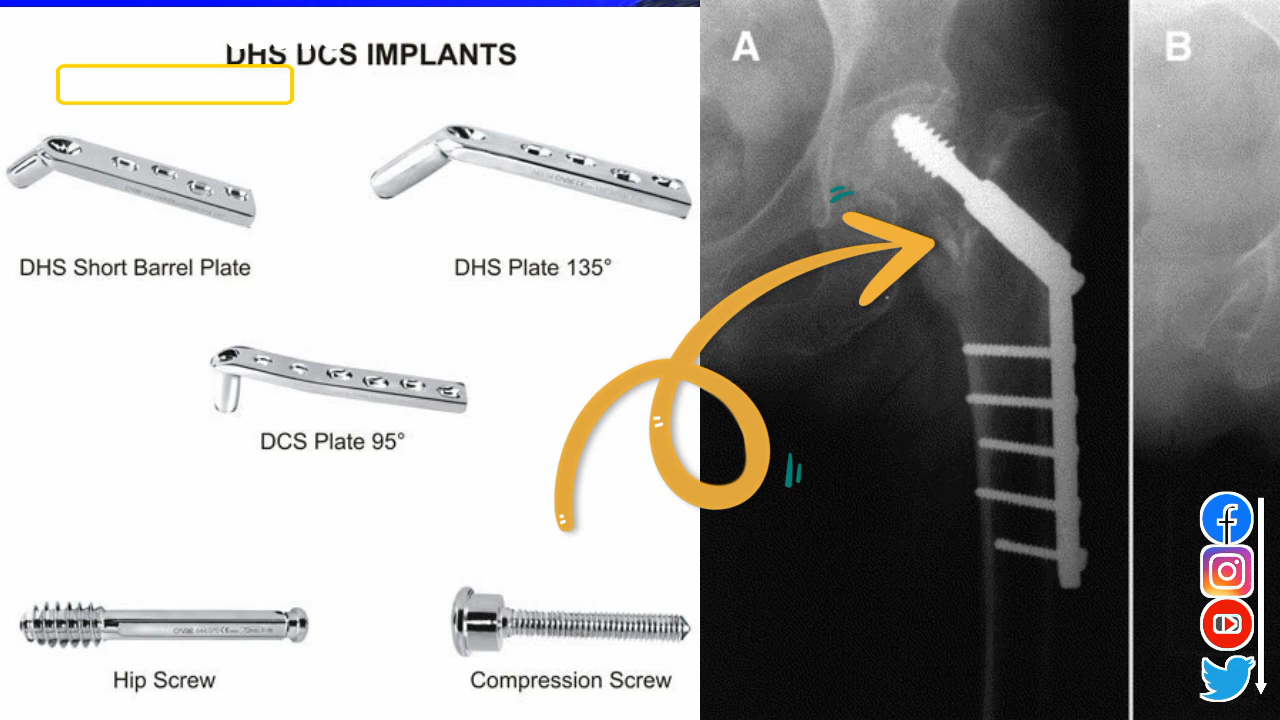 DHS DCS IMPLANTS
DHS Short Barrel Plate
DHS Plate 135°
DCS Plate 95°
Hip Screw
Compression Screw
A
B